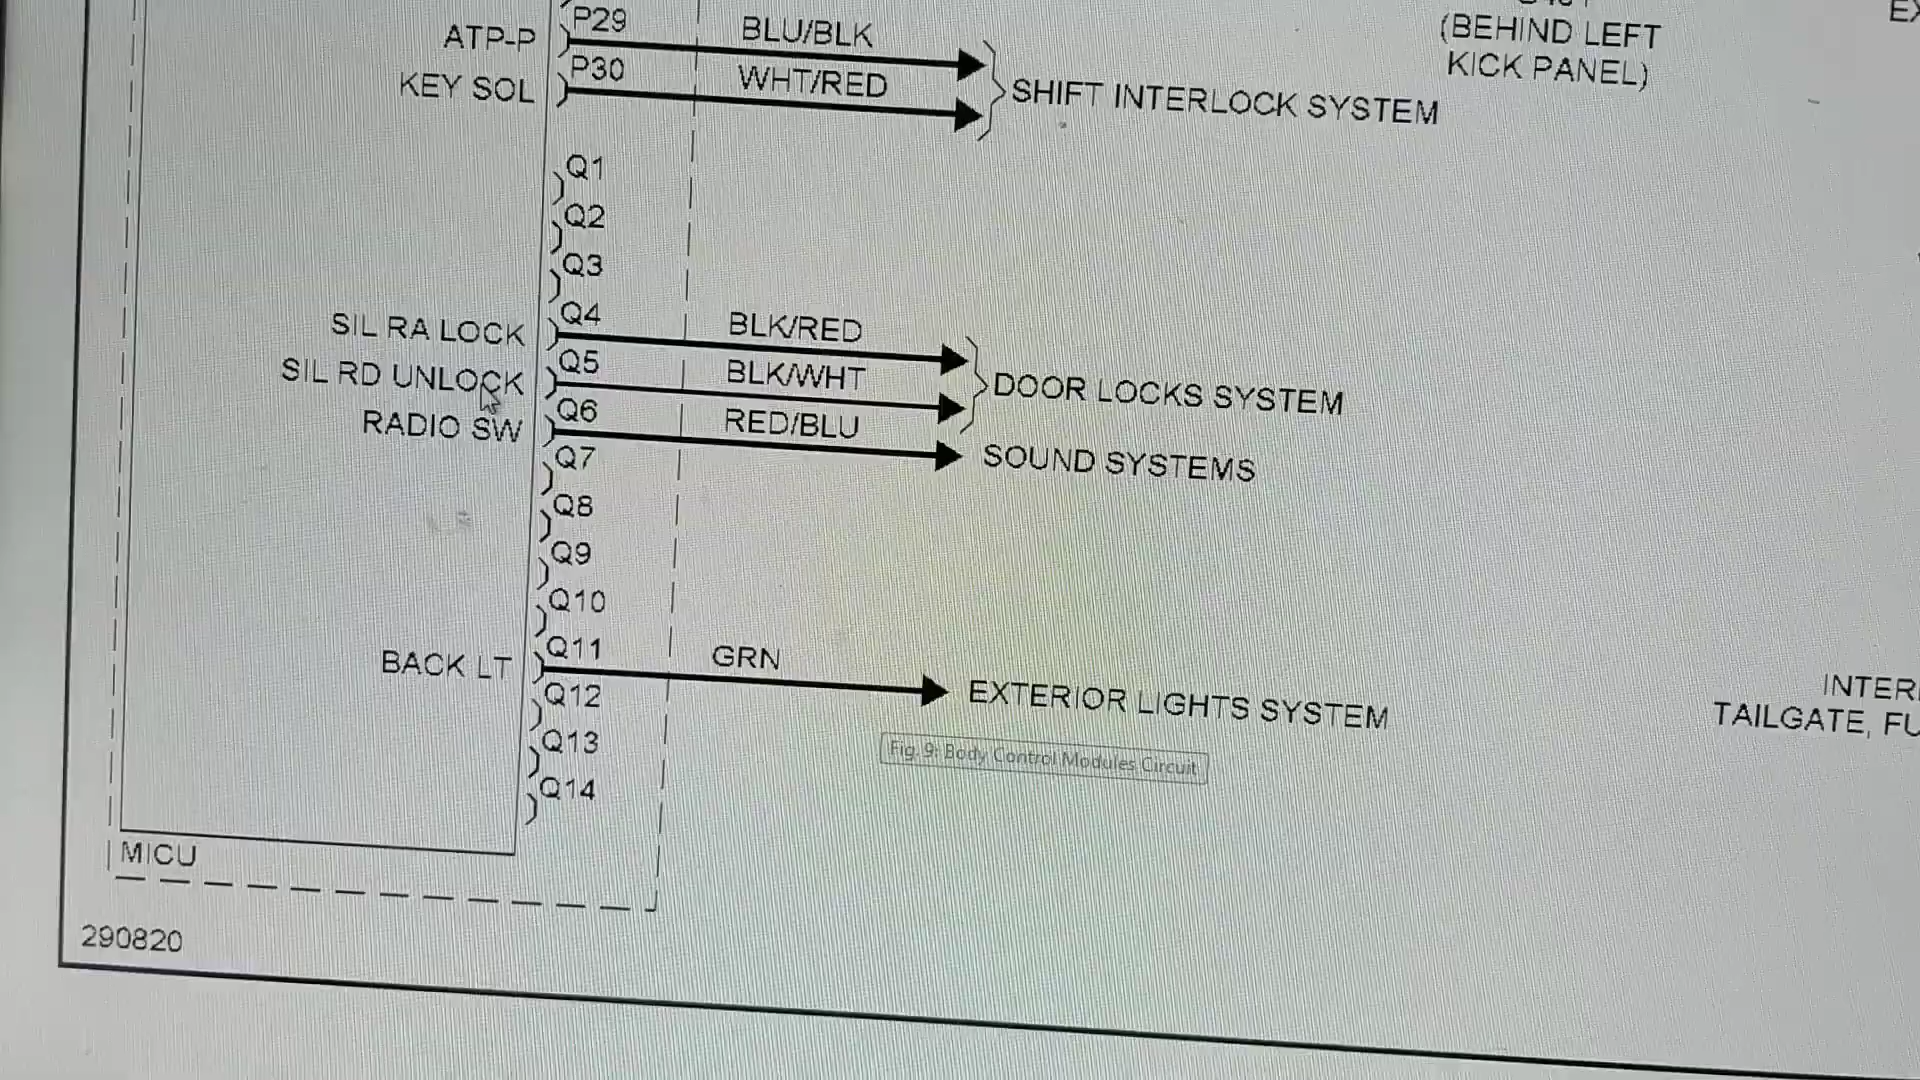 P29
ATP-P
BLU/BLK
(BEHIND LEFT
KICK PANEL)
P30
KEY SOL
WHT/RED
SHIFT INTERLOCK SYSTEM
Q1
Q2
Q3
Q4
SIL RA LOCK
BLK/RED
Q5
SIL RD UNLOCK
BLK/WHT
DOOR LOCKS SYSTEM
Q6
RADIO SW
RED/BLU
SOUND SYSTEMS
Q7
Q8
Q9
Q10
Q11
BACK LT
GRN
EXTERIOR LIGHTS SYSTEM
Q12
INTER
TAILGATE, FU
Q13
Fig. 9: Body Control Modules Circuit
Q14
MICU
290820